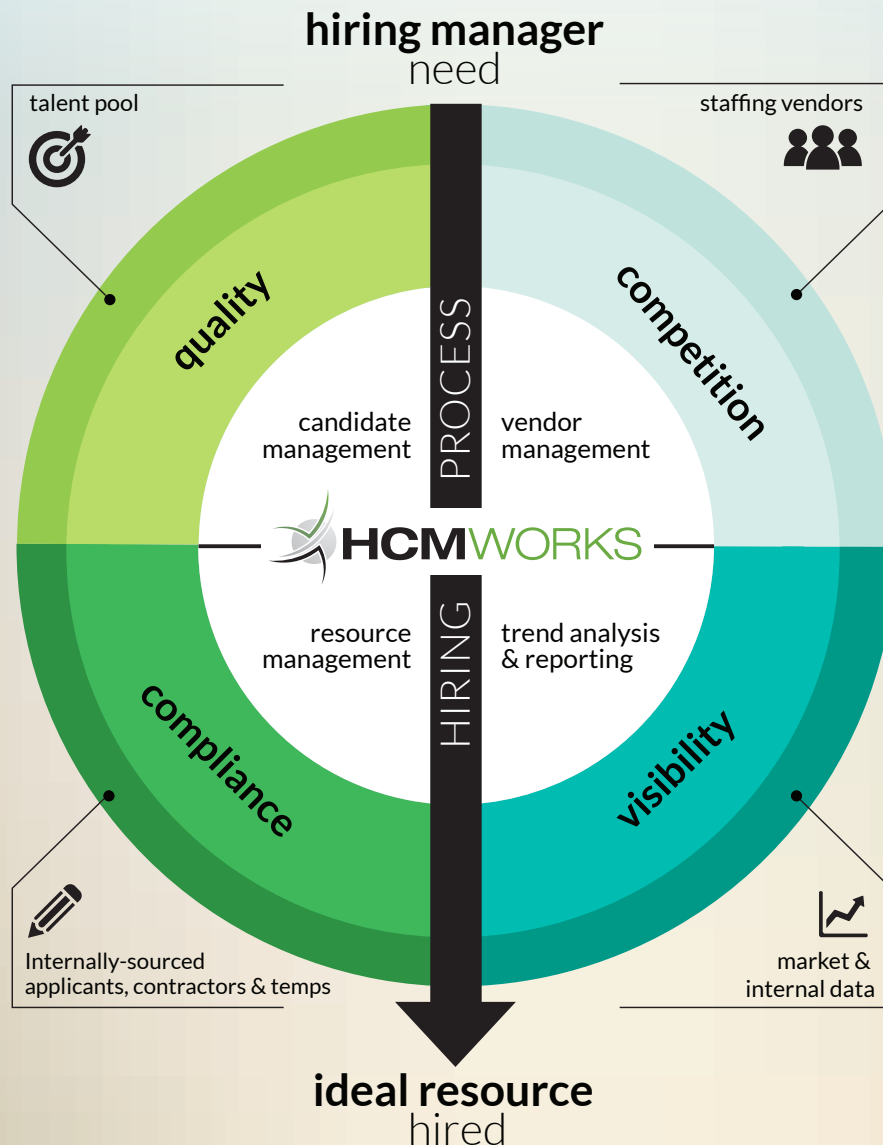 hiring manager
need
talent pool
staffing vendors
quality
competition
PROCESS
candidate
management
vendor
management
HCMWORKS
resource
management
trend analysis
& reporting
HIRING
compliance
visibility
Internally-sourced
applicants, contractors & temps
market &
internal data
ideal resource
hired